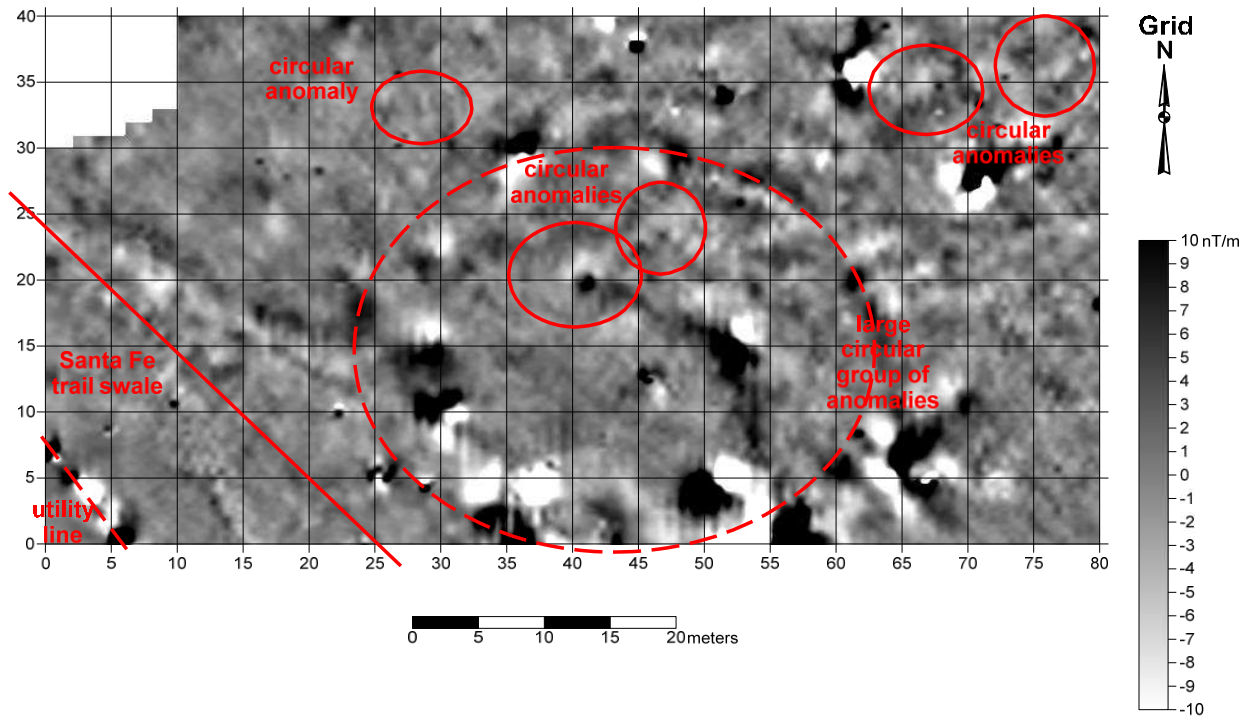 Grid
N
40
35
30
25
20
15
10
5
0
0
5
10
15
20
25
30
35
40
45
50
55
60
65
70
75
80
circular
anomaly
circular
anomalies
circular
anomalies
large
circular
group of
anomalies
Santa Fe
trail swale
utility
line
0
5
10
15
20 meters
10 nT/m
9
8
7
6
5
4
3
2
1
0
-1
-2
-3
-4
-5
-6
-7
-8
-9
-10